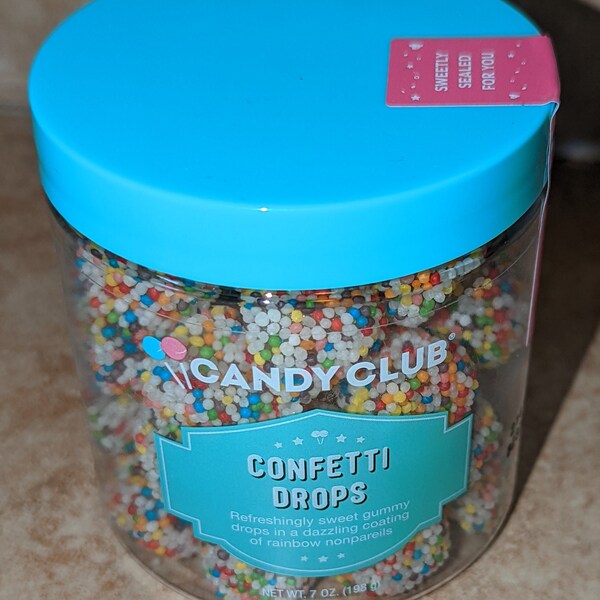 SWEETLY
SEALED
FOR YOU
CANDY CLUB®
CONFETTI
DROPS
Refreshingly sweet gummy
drops in a dazzling coating
of rainbow nonpareils
NET WT. 7 OZ. (198 g)